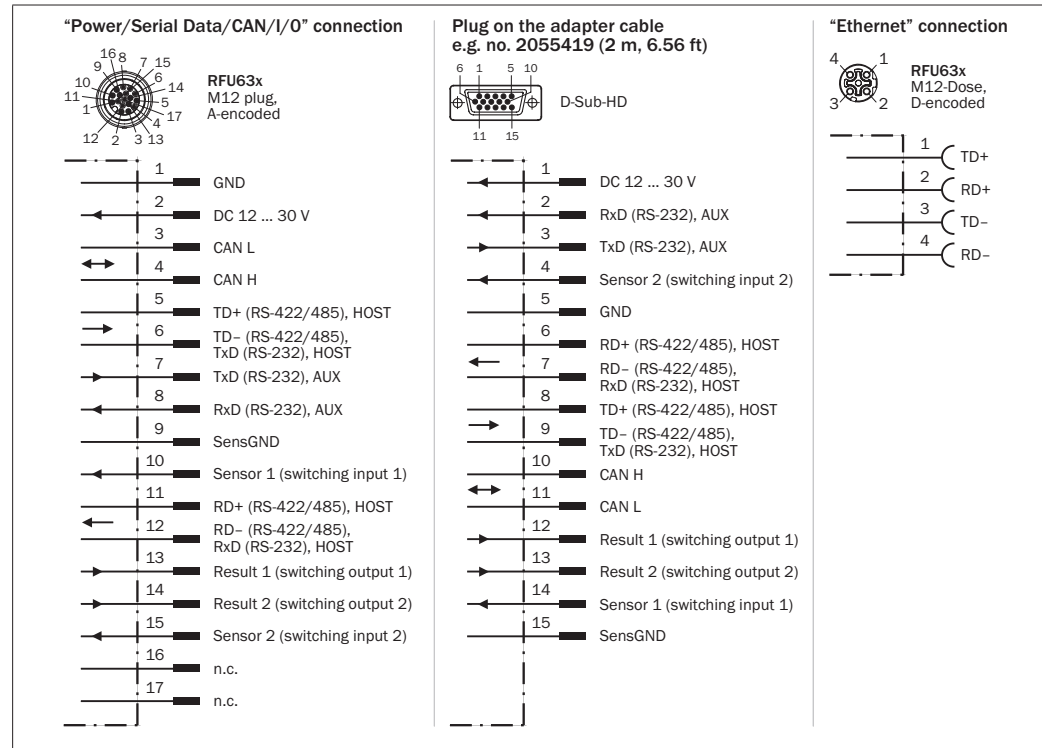 “Power/Serial Data/CAN/I/0” connection
16 8 7 15
9 6
10 14
11 5
1 17
4
12 2 3 13
RFU63x
M12 plug,
A-encoded
1 GND
2 DC 12 ... 30 V
3 CAN L
4 CAN H
5 TD+ (RS-422/485), HOST
6 TD– (RS-422/485),
TxD (RS-232), HOST
7 TxD (RS-232), AUX
8 RxD (RS-232), AUX
9 SensGND
10 Sensor 1 (switching input 1)
11 RD+ (RS-422/485), HOST
12 RD– (RS-422/485),
RxD (RS-232), HOST
13 Result 1 (switching output 1)
14 Result 2 (switching output 2)
15 Sensor 2 (switching input 2)
16 n.c.
17 n.c.
Plug on the adapter cable
e.g. no. 2055419 (2 m, 6.56 ft)
6 1 5 10
D-Sub-HD
11 15
1 DC 12 ... 30 V
2 RxD (RS-232), AUX
3 TxD (RS-232), AUX
4 Sensor 2 (switching input 2)
5 GND
6 RD+ (RS-422/485), HOST
7 RD– (RS-422/485),
RxD (RS-232), HOST
8 TD+ (RS-422/485), HOST
9 TD– (RS-422/485),
TxD (RS-232), HOST
10 CAN H
11 CAN L
12 Result 1 (switching output 1)
13 Result 2 (switching output 2)
14 Sensor 1 (switching input 1)
15 SensGND
“Ethernet” connection
4 1
3 2
RFU63x
M12-Dose,
D-encoded
1 TD+
2 RD+
3 TD–
4 RD–